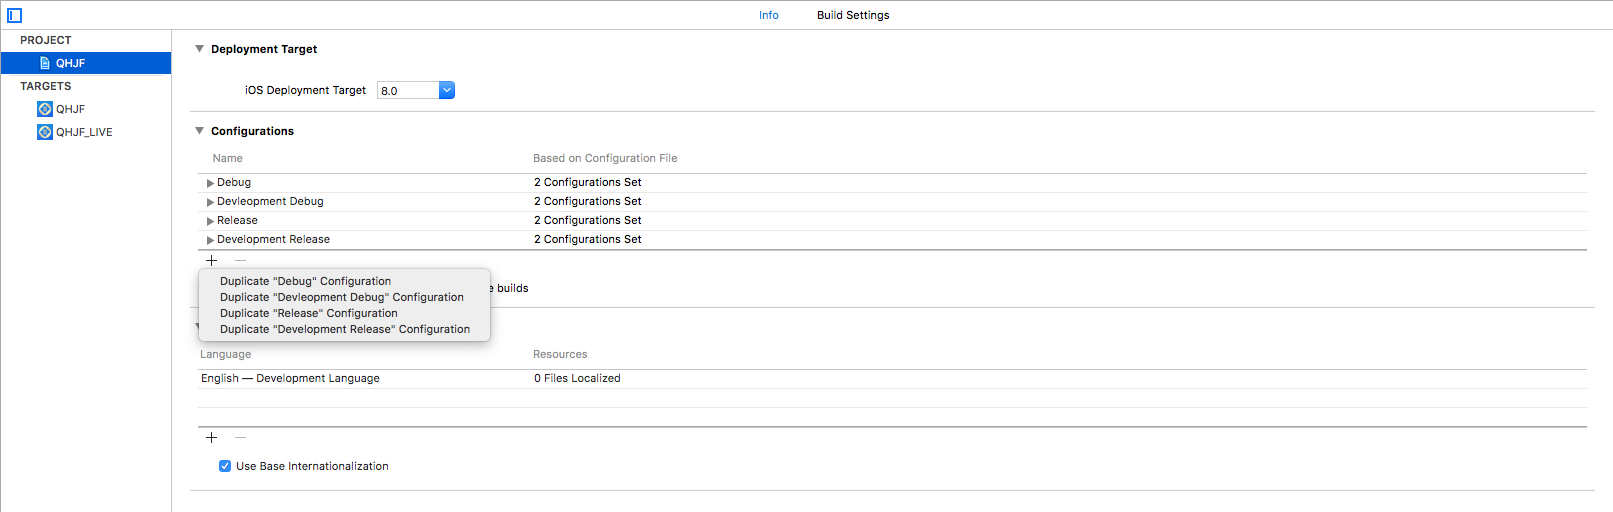 Info Build Settings
PROJECT
QHJF
TARGETS
QHJF
QHJF_LIVE
Deployment Target
iOS Deployment Target 8.0
Configurations
Name Based on Configuration File
Debug 2 Configurations Set
Devleopment Debug 2 Configurations Set
Release 2 Configurations Set
Development Release 2 Configurations Set
Duplicate "Debug" Configuration
Duplicate "Devleopment Debug" Configuration
Duplicate "Release" Configuration
Duplicate "Development Release" Configuration
builds
Language Resources
English — Development Language 0 Files Localized
Use Base Internationalization